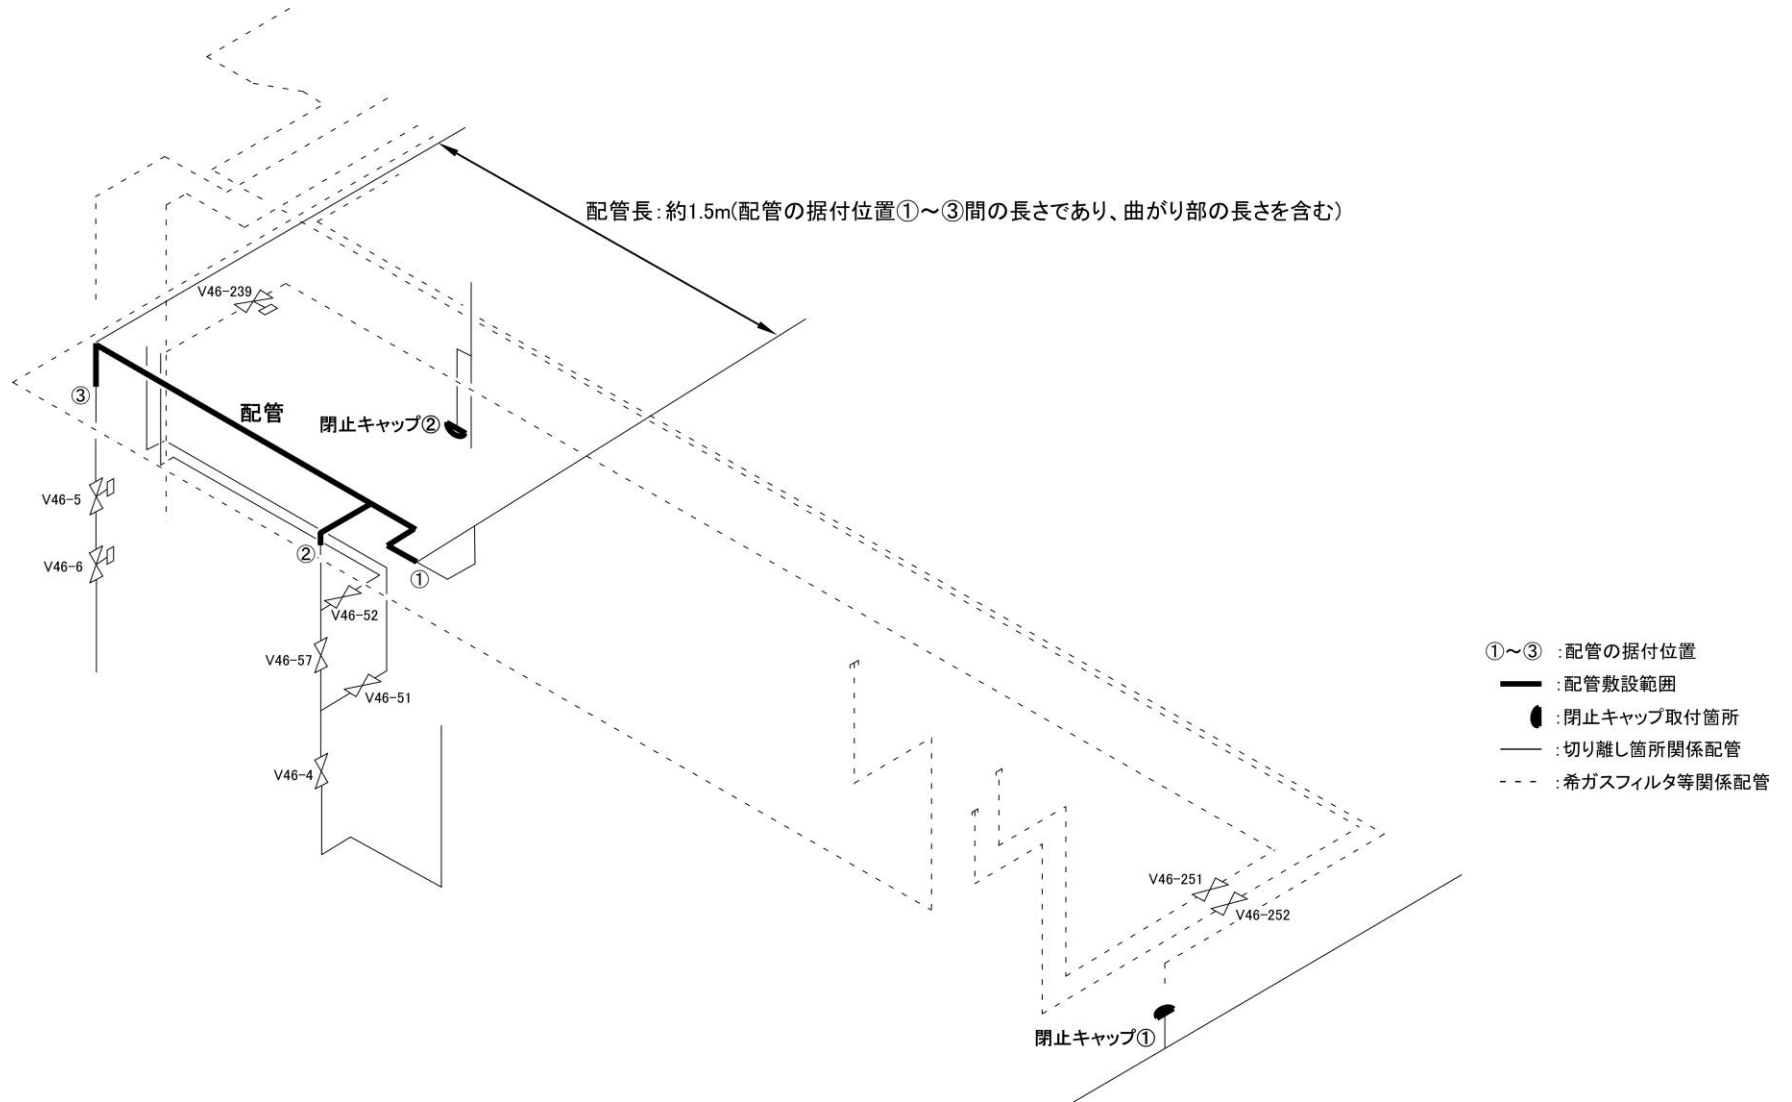 配管長:約1.5m(配管の据付位置①~③間の長さであり、曲がり部の長さを含む)
V46-239
③
配管
閉止キャップ②
V46-5
V46-6
②
①
V46-52
V46-57
V46-51
V46-4
①~③ :配管の据付位置
:配管敷設範囲
:閉止キャップ取付箇所
:切り離し箇所関係配管
:希ガスフィルタ等関係配管
V46-251
V46-252
閉止キャップ①